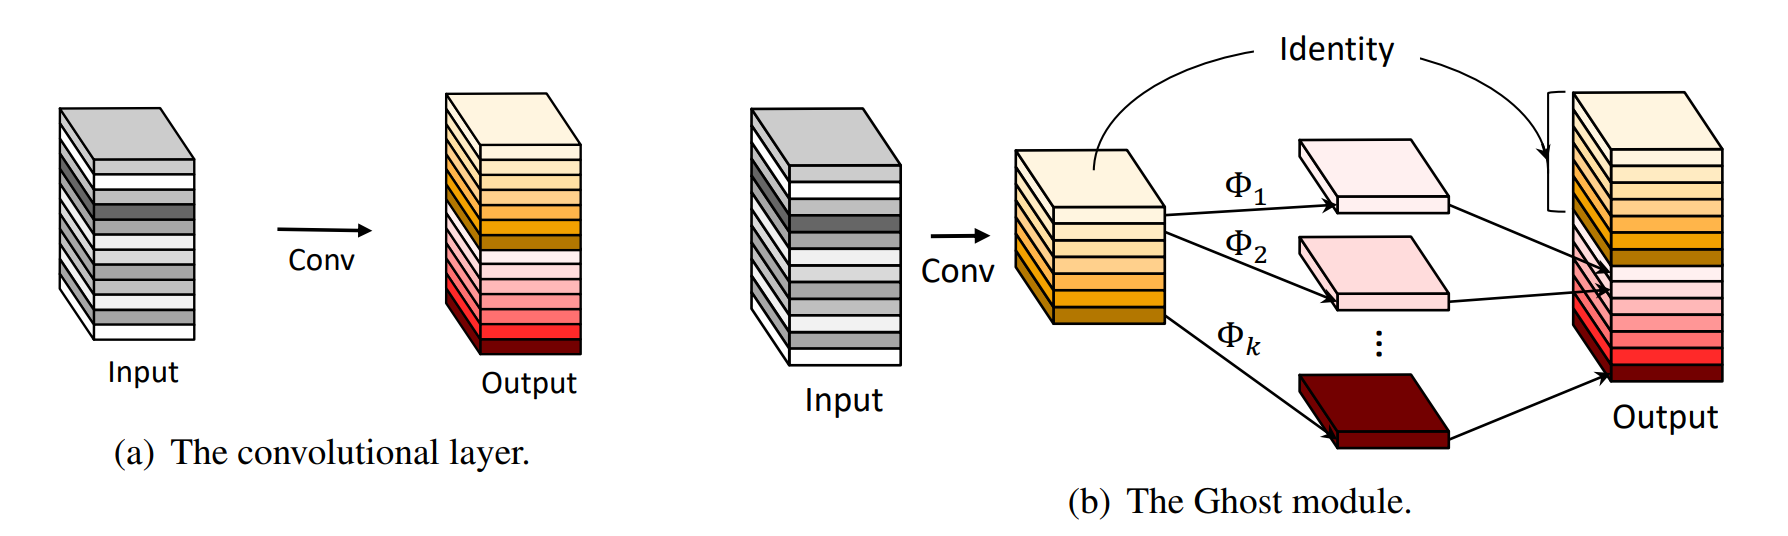 Conv
Input
Output
(a) The convolutional layer.
Identity
Φ1
Φ2
Φk
Conv
⋮
Input
Output
(b) The Ghost module.